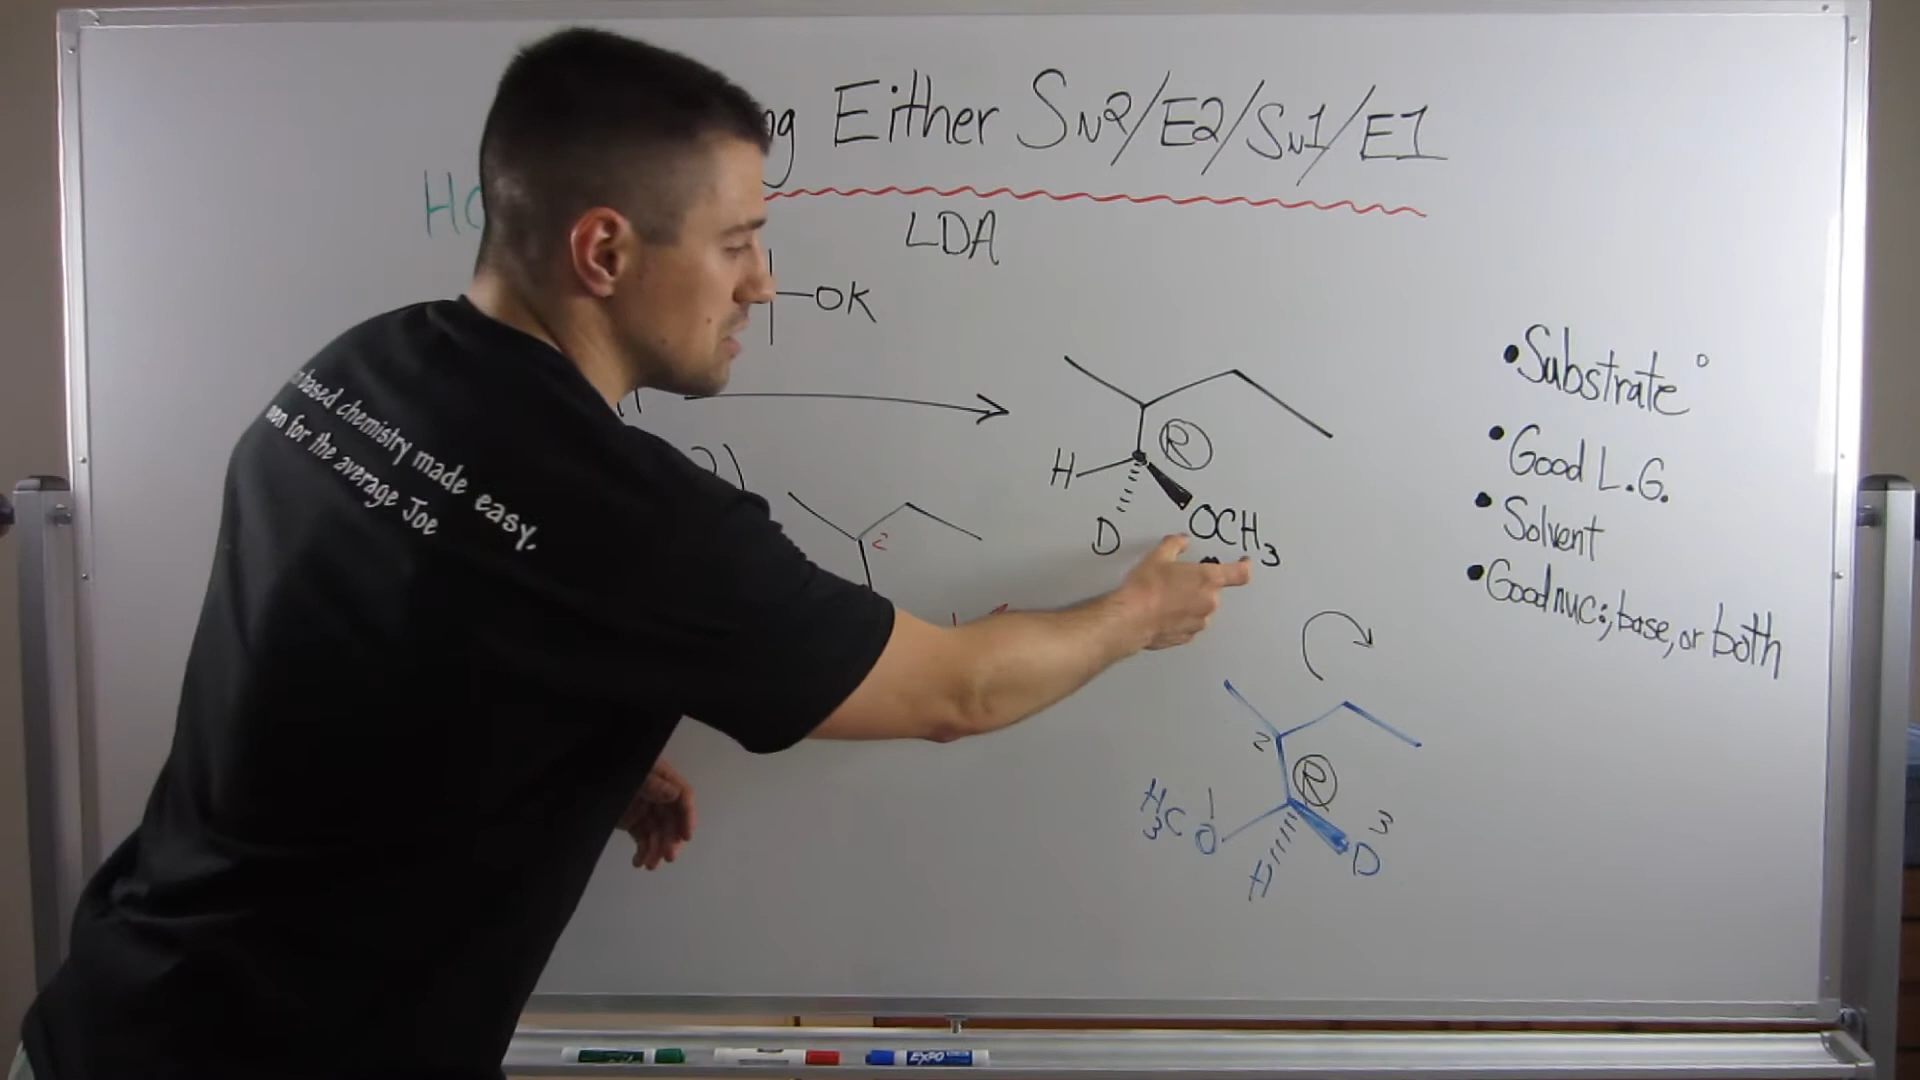 Either SN2/E2/SN1/E1
LDA
OK
• Substrate °
• Good L.G.
• Solvent
• Good nuc:, base, or both
R
H
D
OCH3
2
2
R
H3C
O
H
D
3
based chemistry made easy,
for the average Joe
EXPO